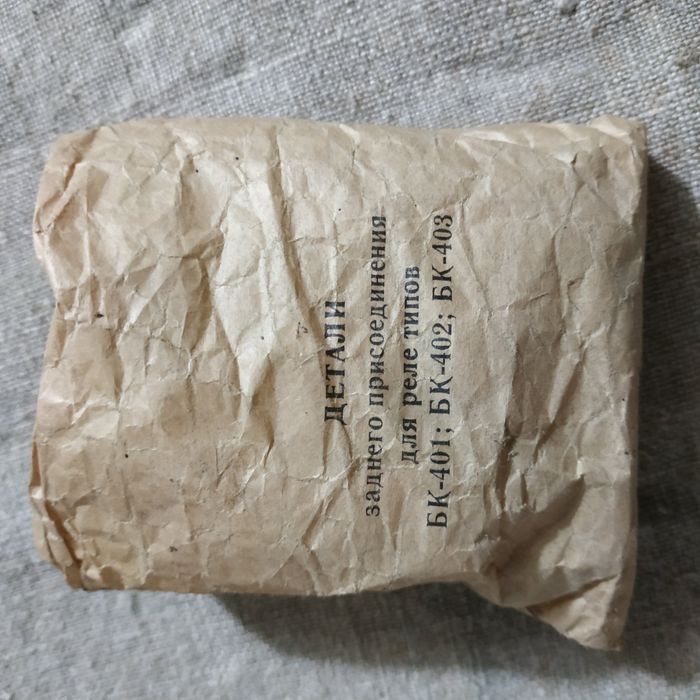 ДЕТАЛИ
заднего присоединения
для реле типов
БК-401; БК-402; БК-403